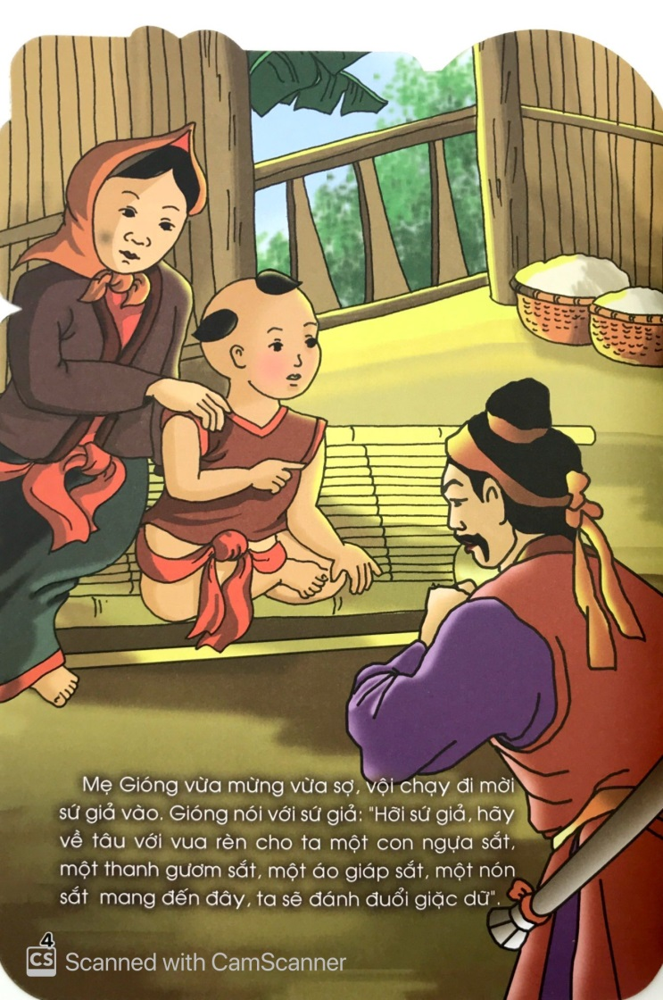 Mẹ Gióng vừa mừng vừa sợ, vội chạy đi mời
sứ giả vào. Gióng nói với sứ giả: "Hỡi sứ giả, hãy
về tâu với vua rèn cho ta một con ngựa sắt,
một thanh gươm sắt, một áo giáp sắt, một nón
sắt mang đến đây, ta sẽ đánh đuổi giặc dữ".
4
CS Scanned with CamScanner